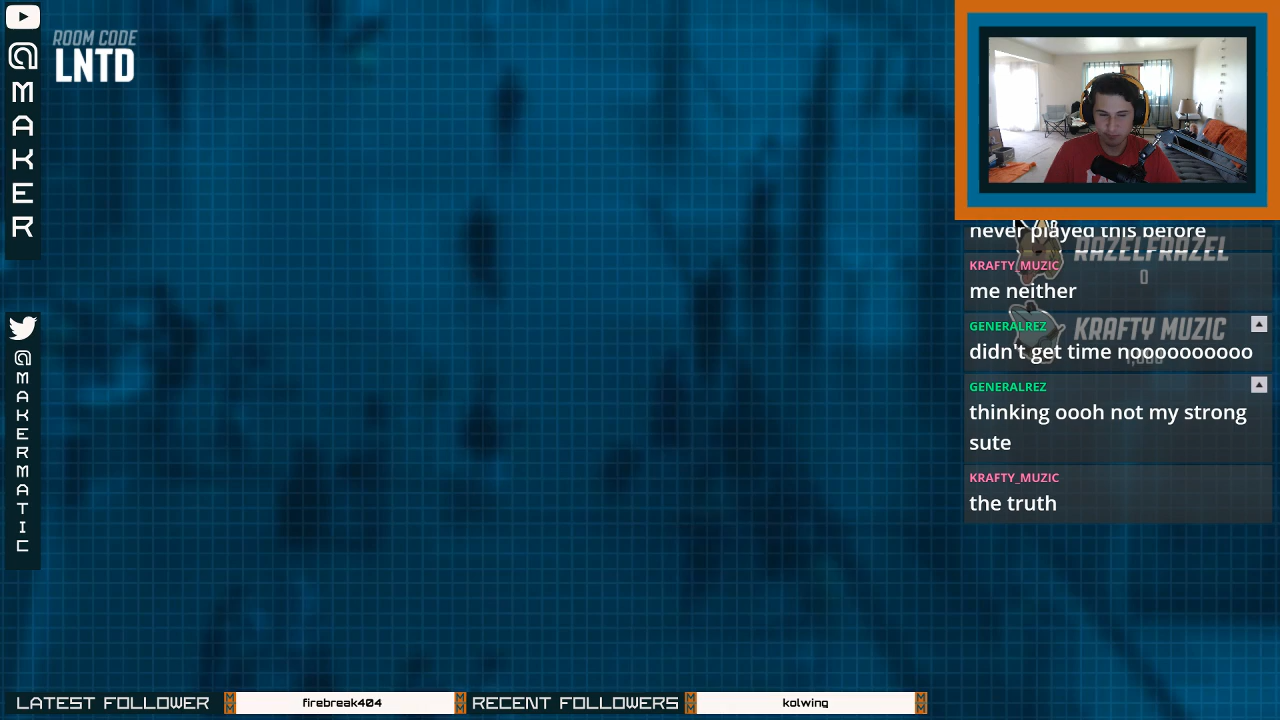 @MAKER
@MAKERMATIC
ROOM CODE
LNTD
never played this before
RAZELFRAZEL
0
KRAFTY_MUZIC
me neither
GENERALREZ
KRAFTY MUZIC
didn't get time noooooooooo
GENERALREZ
thinking oooh not my strong
sute
KRAFTY_MUZIC
the truth
LATEST FOLLOWER
firebreak404
RECENT FOLLOWERS
kolwing